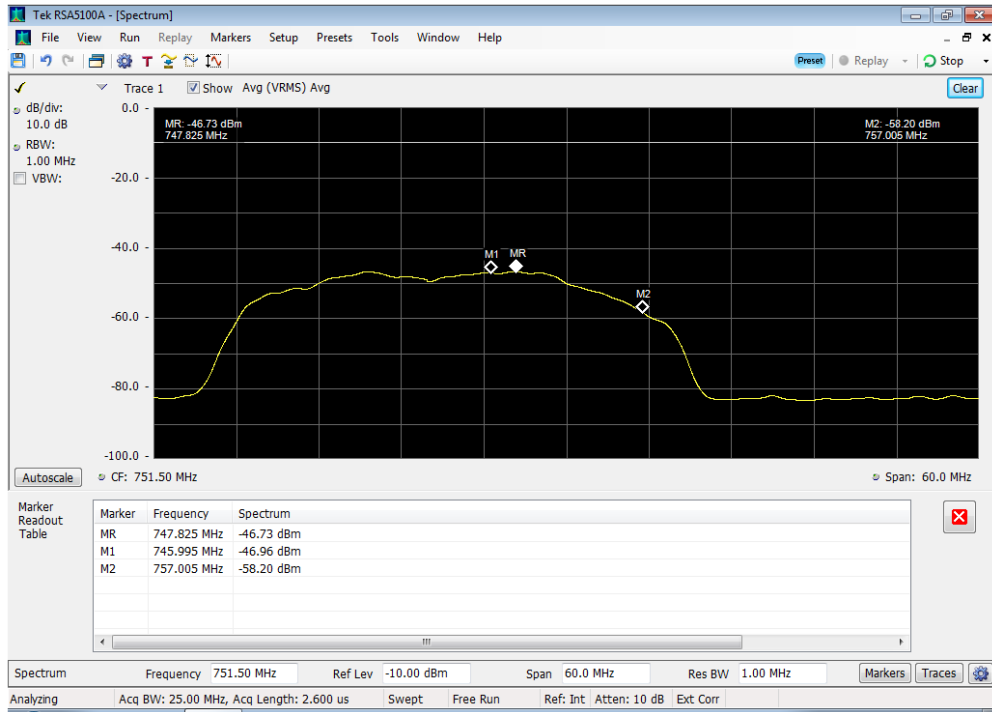 Tek RSA5100A - [Spectrum]
File View Run Replay Markers Setup Presets Tools Window Help
T Preset Replay Stop
Trace 1 Show Avg (VRMS) Avg Clear
dB/div:
10.0 dB
RBW:
1.00 MHz
VBW:
0.0 -
-20.0 -
-40.0 -
-60.0 -
-80.0 -
-100.0 -
MR: -46.73 dBm
747.825 MHz
M2: -58.20 dBm
757.005 MHz
M1 MR
M2
Autoscale CF: 751.50 MHz Span: 60.0 MHz
Marker
Readout
Table
Marker Frequency Spectrum
MR 747.825 MHz -46.73 dBm
M1 745.995 MHz -46.96 dBm
M2 757.005 MHz -58.20 dBm
Spectrum Frequency 751.50 MHz Ref Lev -10.00 dBm Span 60.0 MHz Res BW 1.00 MHz Markers Traces
Analyzing Acq BW: 25.00 MHz, Acq Length: 2.600 us Swept Free Run Ref: Int Atten: 10 dB Ext Corr